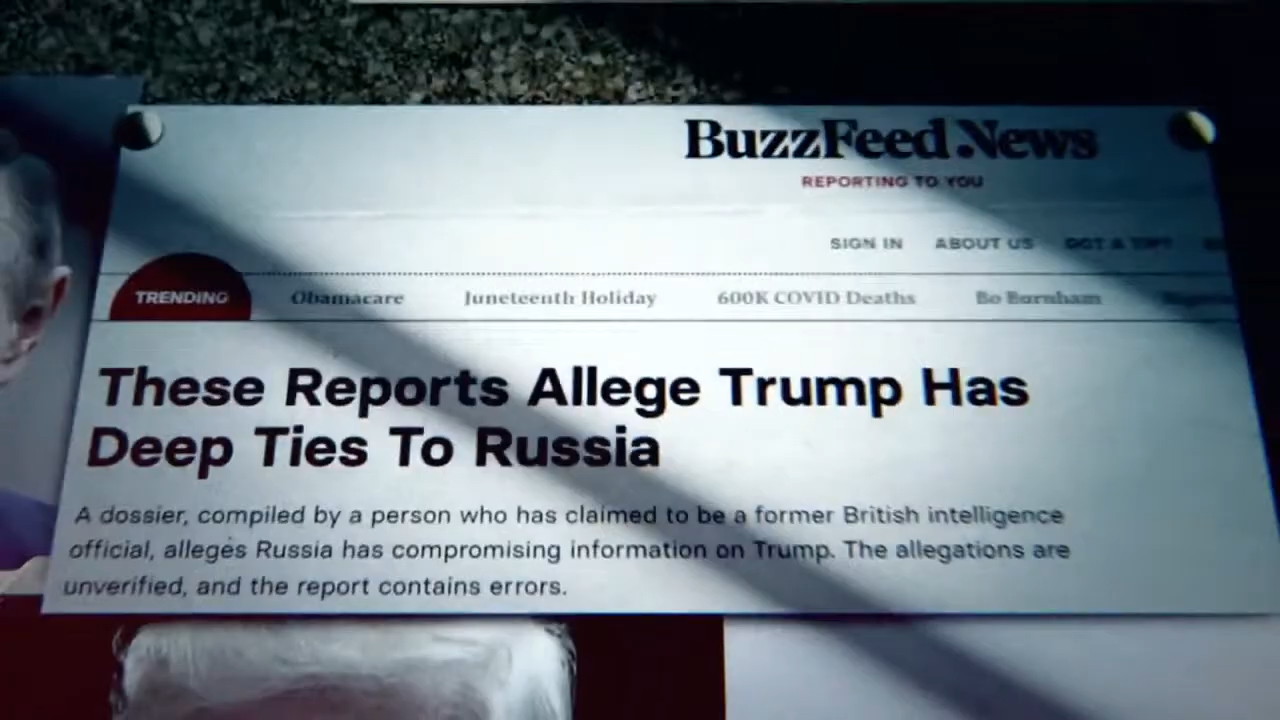 BuzzFeed News
REPORTING TO YOU
SIGN IN ABOUT US GOT A TIP?
TRENDING Obamacare Juneteenth Holiday 600K COVID Deaths Bo Burnham
These Reports Allege Trump Has
Deep Ties To Russia
A dossier, compiled by a person who has claimed to be a former British intelligence
official, alleges Russia has compromising information on Trump. The allegations are
unverified, and the report contains errors.